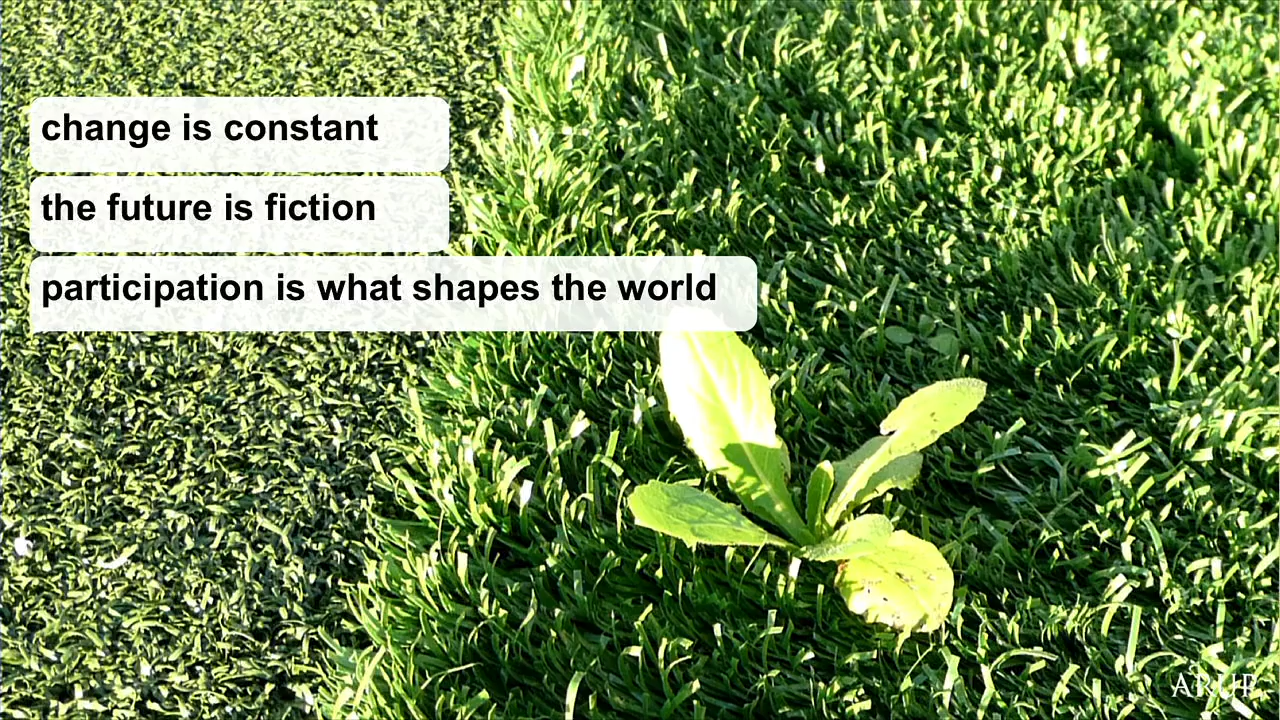 change is constant
the future is fiction
participation is what shapes the world
ARUP